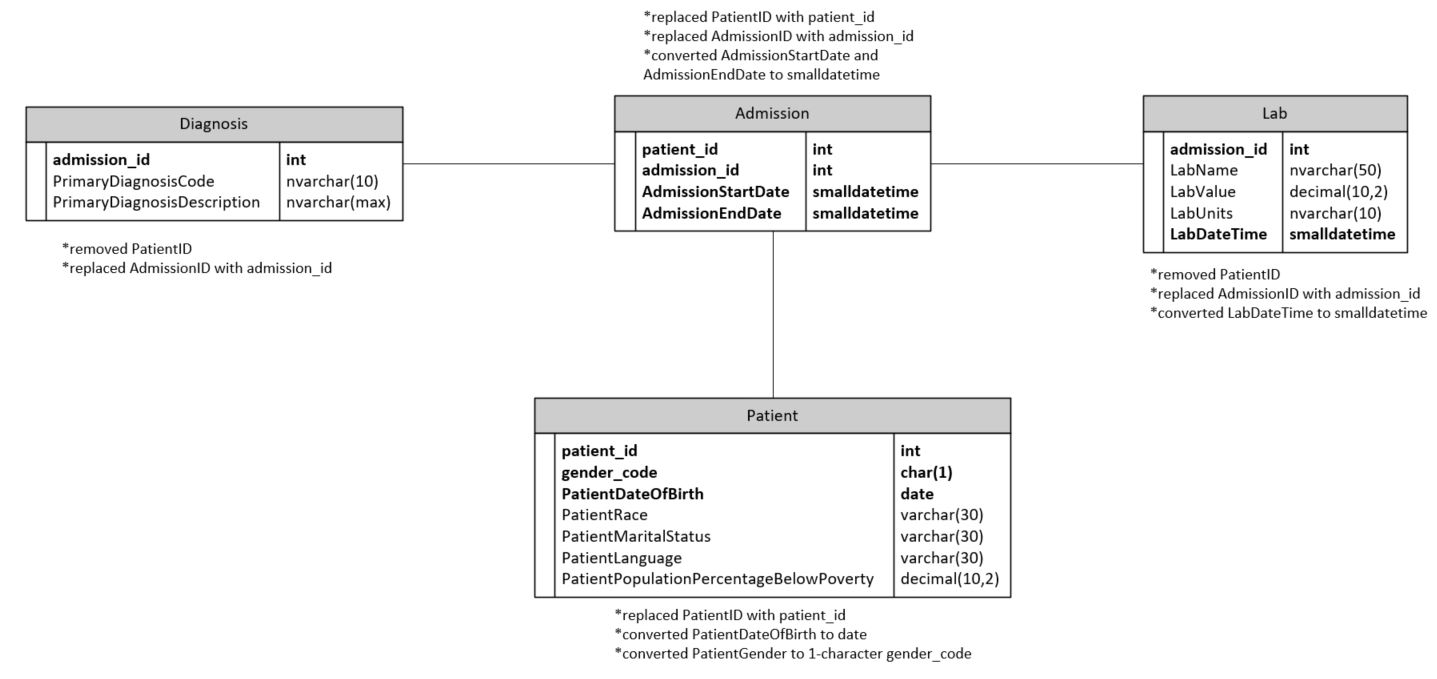 *replaced PatientID with patient_id
*replaced AdmissionID with admission_id
*converted AdmissionStartDate and
AdmissionEndDate to smalldatetime
Diagnosis
admission_id int
PrimaryDiagnosisCode nvarchar(10)
PrimaryDiagnosisDescription nvarchar(max)
*removed PatientID
*replaced AdmissionID with admission_id
Admission
patient_id int
admission_id int
AdmissionStartDate smalldatetime
AdmissionEndDate smalldatetime
Lab
admission_id int
LabName nvarchar(50)
LabValue decimal(10,2)
LabUnits nvarchar(10)
LabDateTime smalldatetime
*removed PatientID
*replaced AdmissionID with admission_id
*converted LabDateTime to smalldatetime
Patient
patient_id int
gender_code char(1)
PatientDateOfBirth date
PatientRace varchar(30)
PatientMaritalStatus varchar(30)
PatientLanguage varchar(30)
PatientPopulationPercentageBelowPoverty decimal(10,2)
*replaced PatientID with patient_id
*converted PatientDateOfBirth to date
*converted PatientGender to 1-character gender_code